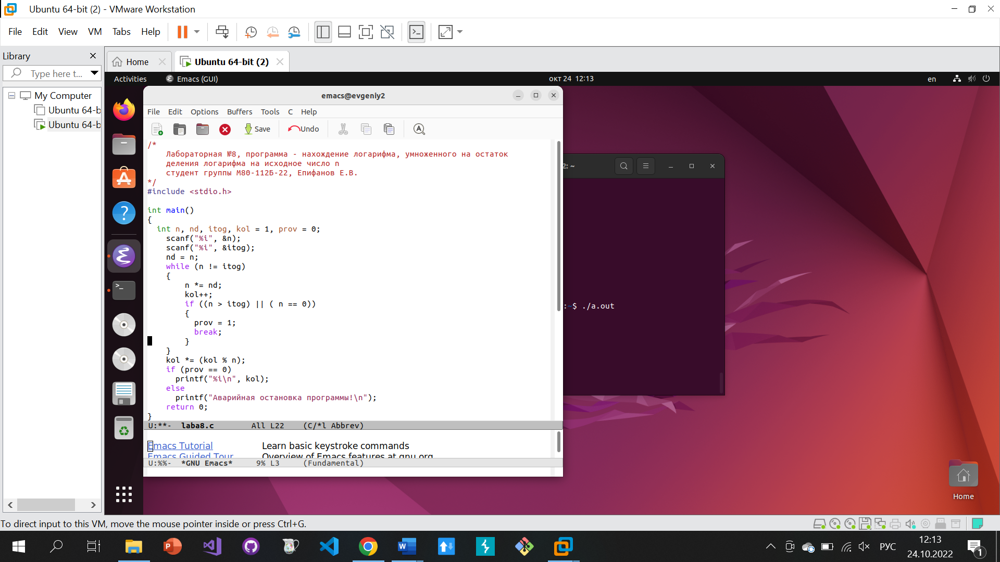 Ubuntu 64-bit (2) - VMware Workstation
File Edit View VM Tabs Help
Library
Type here t...
My Computer
Ubuntu 64-b
Ubuntu 64-b
Home
Ubuntu 64-bit (2)
Activities
Emacs (GUI)
окт 24 12:13
en
emacs@evgeniy2
File Edit Options Buffers Tools C Help
Save
Undo
/*
Лабораторная №8, программа - нахождение логарифма, умноженного на остаток
деления логарифма на исходное число n
студент группы М80-112Б-22, Епифанов Е.В.
*/
#include <stdio.h>
int main()
{
int n, nd, itog, kol = 1, prov = 0;
scanf("%i", &n);
scanf("%i", &itog);
nd = n;
while (n != itog)
{
n *= nd;
kol++;
if ((n > itog) || ( n == 0))
{
prov = 1;
break;
}
}
kol *= (kol % n);
if (prov == 0)
printf("%i\n", kol);
else
printf("Аварийная остановка программы!\n");
return 0;
}
U:**- laba8.c All L22 (C/*l Abbrev)
Emacs Tutorial Learn basic keystroke commands
Emacs Guided Tour Overview of Emacs features at gnu.org
U:%%- *GNU Emacs* 9% L3 (Fundamental)
2: ~
:~$ ./a.out
Home
To direct input to this VM, move the mouse pointer inside or press Ctrl+G.
РУС
12:13
24.10.2022
1